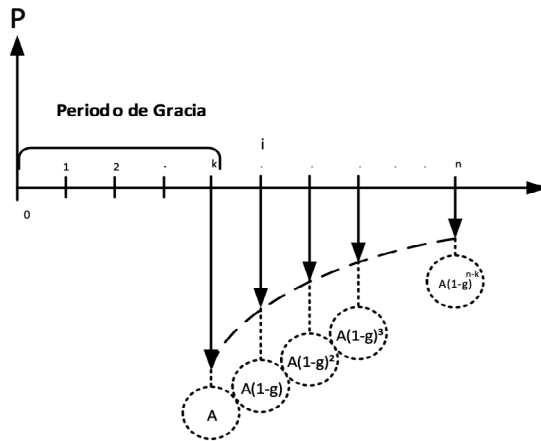 P
Periodo de Gracia
i
1 2 . k . . . . . n
0
A(1-g)ⁿ⁻ᵏ
A(1-g)³
A(1-g)²
A(1-g)
A